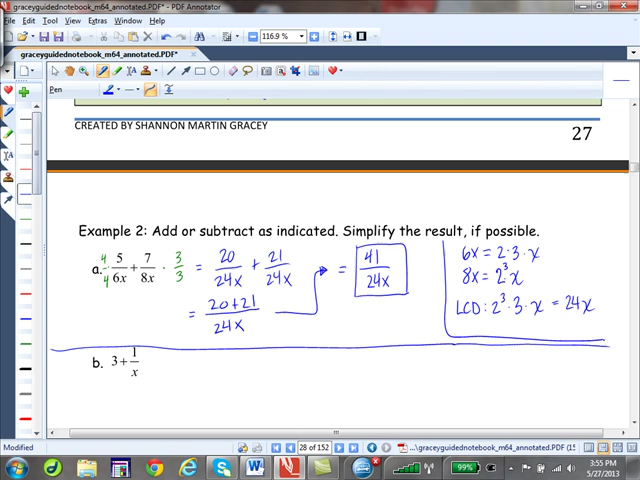 graceyguidednotebook_m64_annotated.PDF* - PDF Annotator
File Edit View Tool Document Extras Window Help
116.9 %
graceyguidednotebook_m64_annotated.PDF*
Pen
CREATED BY SHANNON MARTIN GRACEY
27
Example 2: Add or subtract as indicated. Simplify the result, if possible.
a. 4/4 · 5/6x + 7/8x · 3/3 = 20/24x + 21/24x = 41/24x
= 20+21/24x
6x = 2·3·x
8x = 2³·x
LCD: 2³·3·x = 24x
b. 3 + 1/x
Modified
28 of 152
..\graceyguidednotebook_m64_annotated.PDF
99%
3:55 PM
5/27/2013